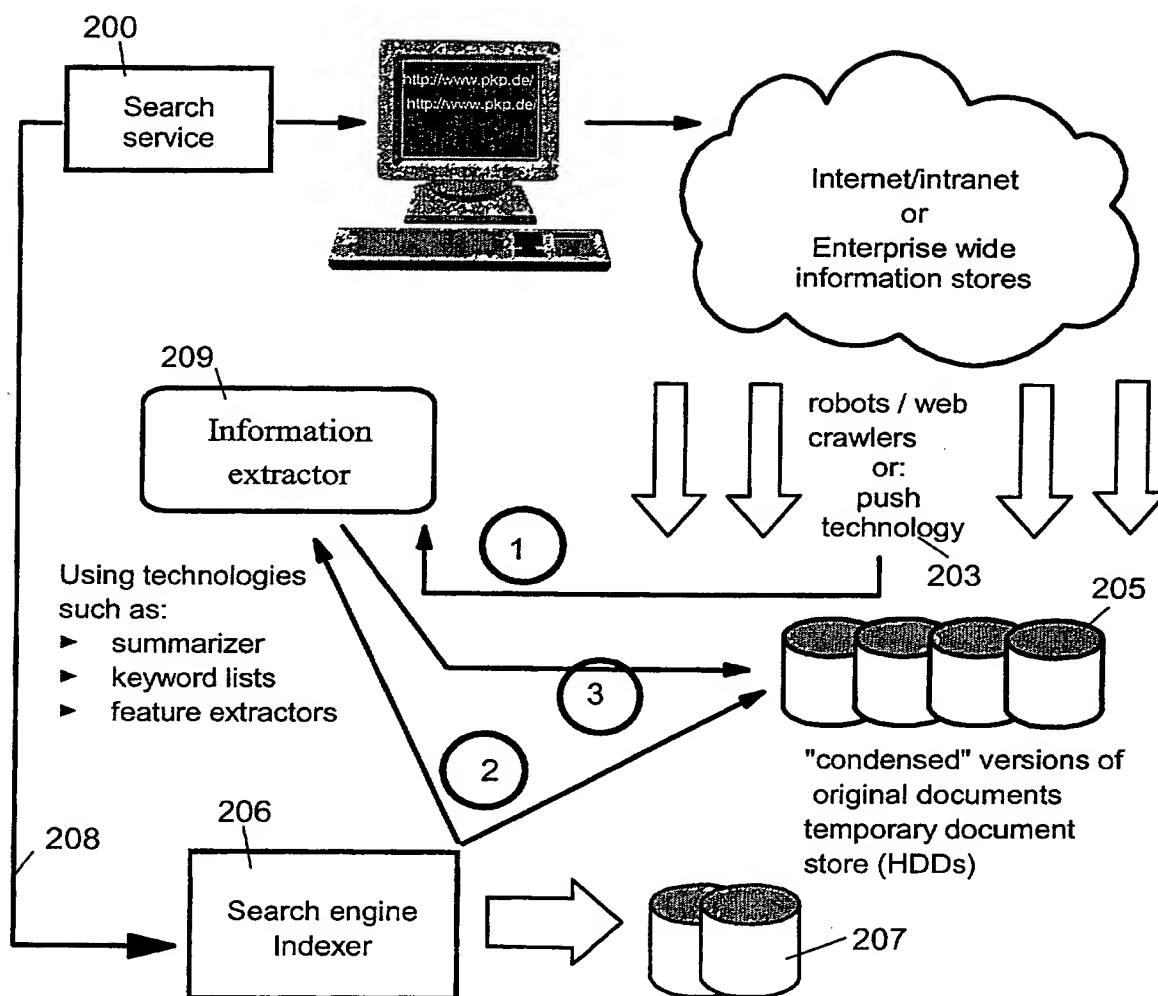 200
Search
service
http://www.pkp.de/
http://www.pkp.de/
Internet/intranet
or
Enterprise wide
information stores
209
Information
extractor
robots / web
crawlers
or:
push
technology
203
1
205
Using technologies
such as:
► summarizer
► keyword lists
► feature extractors
3
2
"condensed" versions of
original documents
temporary document
store (HDDs)
206
208
Search engine
Indexer
207